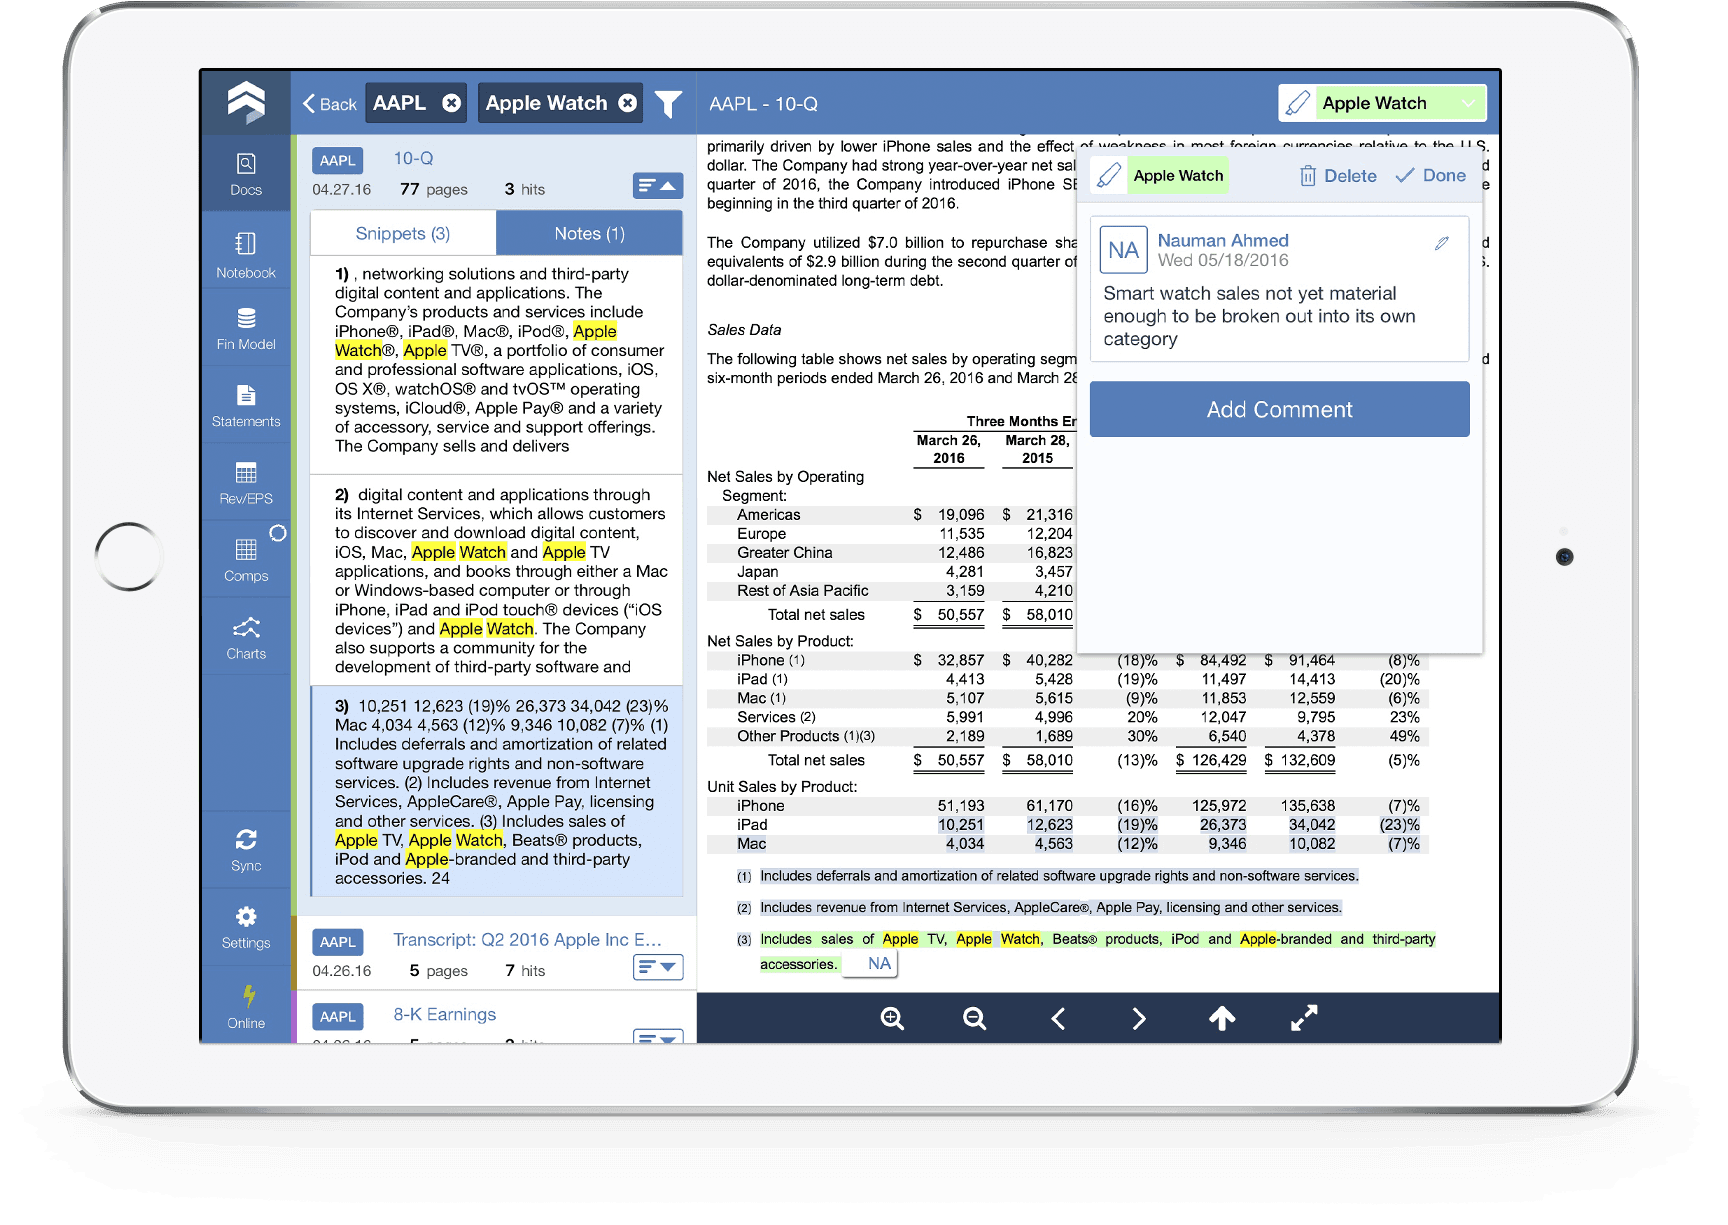 Back
AAPL
Apple Watch
AAPL - 10-Q
Apple Watch
Docs
Notebook
Fin Model
Statements
Rev/EPS
Comps
Charts
Sync
Settings
Online
AAPL 10-Q
04.27.16 77 pages 3 hits
Snippets (3) Notes (1)
1) , networking solutions and third-party
digital content and applications. The
Company's products and services include
iPhone®, iPad®, Mac®, iPod®, Apple
Watch®, Apple TV®, a portfolio of consumer
and professional software applications, iOS,
OS X®, watchOS® and tvOS™ operating
systems, iCloud®, Apple Pay® and a variety
of accessory, service and support offerings.
The Company sells and delivers
2) digital content and applications through
its Internet Services, which allows customers
to discover and download digital content,
iOS, Mac, Apple Watch and Apple TV
applications, and books through either a Mac
or Windows-based computer or through
iPhone, iPad and iPod touch® devices (“iOS
devices”) and Apple Watch. The Company
also supports a community for the
development of third-party software and
3) 10,251 12,623 (19)% 26,373 34,042 (23)%
Mac 4,034 4,563 (12)% 9,346 10,082 (7)% (1)
Includes deferrals and amortization of related
software upgrade rights and non-software
services. (2) Includes revenue from Internet
Services, AppleCare®, Apple Pay, licensing
and other services. (3) Includes sales of
Apple TV, Apple Watch, Beats® products,
iPod and Apple-branded and third-party
accessories. 24
AAPL Transcript: Q2 2016 Apple Inc E...
04.26.16 5 pages 7 hits
AAPL 8-K Earnings
primarily driven by lower iPhone sales and the effect of weakness in most foreign currencies relative to the U.S.
dollar. The Company had strong year-over-year net sal
quarter of 2016, the Company introduced iPhone SE
beginning in the third quarter of 2016.
The Company utilized $7.0 billion to repurchase sha
equivalents of $2.9 billion during the second quarter of
dollar-denominated long-term debt.
Sales Data
The following table shows net sales by operating segm
six-month periods ended March 26, 2016 and March 28
Three Months En
March 26, March 28,
2016 2015
Net Sales by Operating
Segment:
Americas $ 19,096 $ 21,316
Europe 11,535 12,204
Greater China 12,486 16,823
Japan 4,281 3,457
Rest of Asia Pacific 3,159 4,210
Total net sales $ 50,557 $ 58,010
Net Sales by Product:
iPhone (1) $ 32,857 $ 40,282 (18)% $ 84,492 $ 91,464 (8)%
iPad (1) 4,413 5,428 (19)% 11,497 14,413 (20)%
Mac (1) 5,107 5,615 (9)% 11,853 12,559 (6)%
Services (2) 5,991 4,996 20% 12,047 9,795 23%
Other Products (1)(3) 2,189 1,689 30% 6,540 4,378 49%
Total net sales $ 50,557 $ 58,010 (13)% $ 126,429 $ 132,609 (5)%
Unit Sales by Product:
iPhone 51,193 61,170 (16)% 125,972 135,638 (7)%
iPad 10,251 12,623 (19)% 26,373 34,042 (23)%
Mac 4,034 4,563 (12)% 9,346 10,082 (7)%
(1) Includes deferrals and amortization of related software upgrade rights and non-software services.
(2) Includes revenue from Internet Services, AppleCare®, Apple Pay, licensing and other services.
(3) Includes sales of Apple TV, Apple Watch, Beats® products, iPod and Apple-branded and third-party
accessories. NA
Apple Watch Delete Done
NA Nauman Ahmed
Wed 05/18/2016
Smart watch sales not yet material
enough to be broken out into its own
category
Add Comment